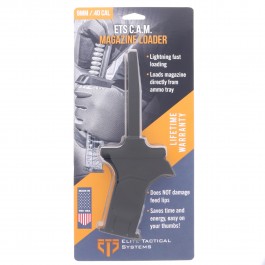 9MM / 40 CAL
ETS C.A.M.
MAGAZINE LOADER
• Lightning fast
loading
• Loads magazine
directly from
ammo tray
LIFETIME
WARRANTY
• Does NOT damage
feed lips
• Saves time and
energy, easy on
your thumbs!
ETS
ELITE TACTICAL
SYSTEMS